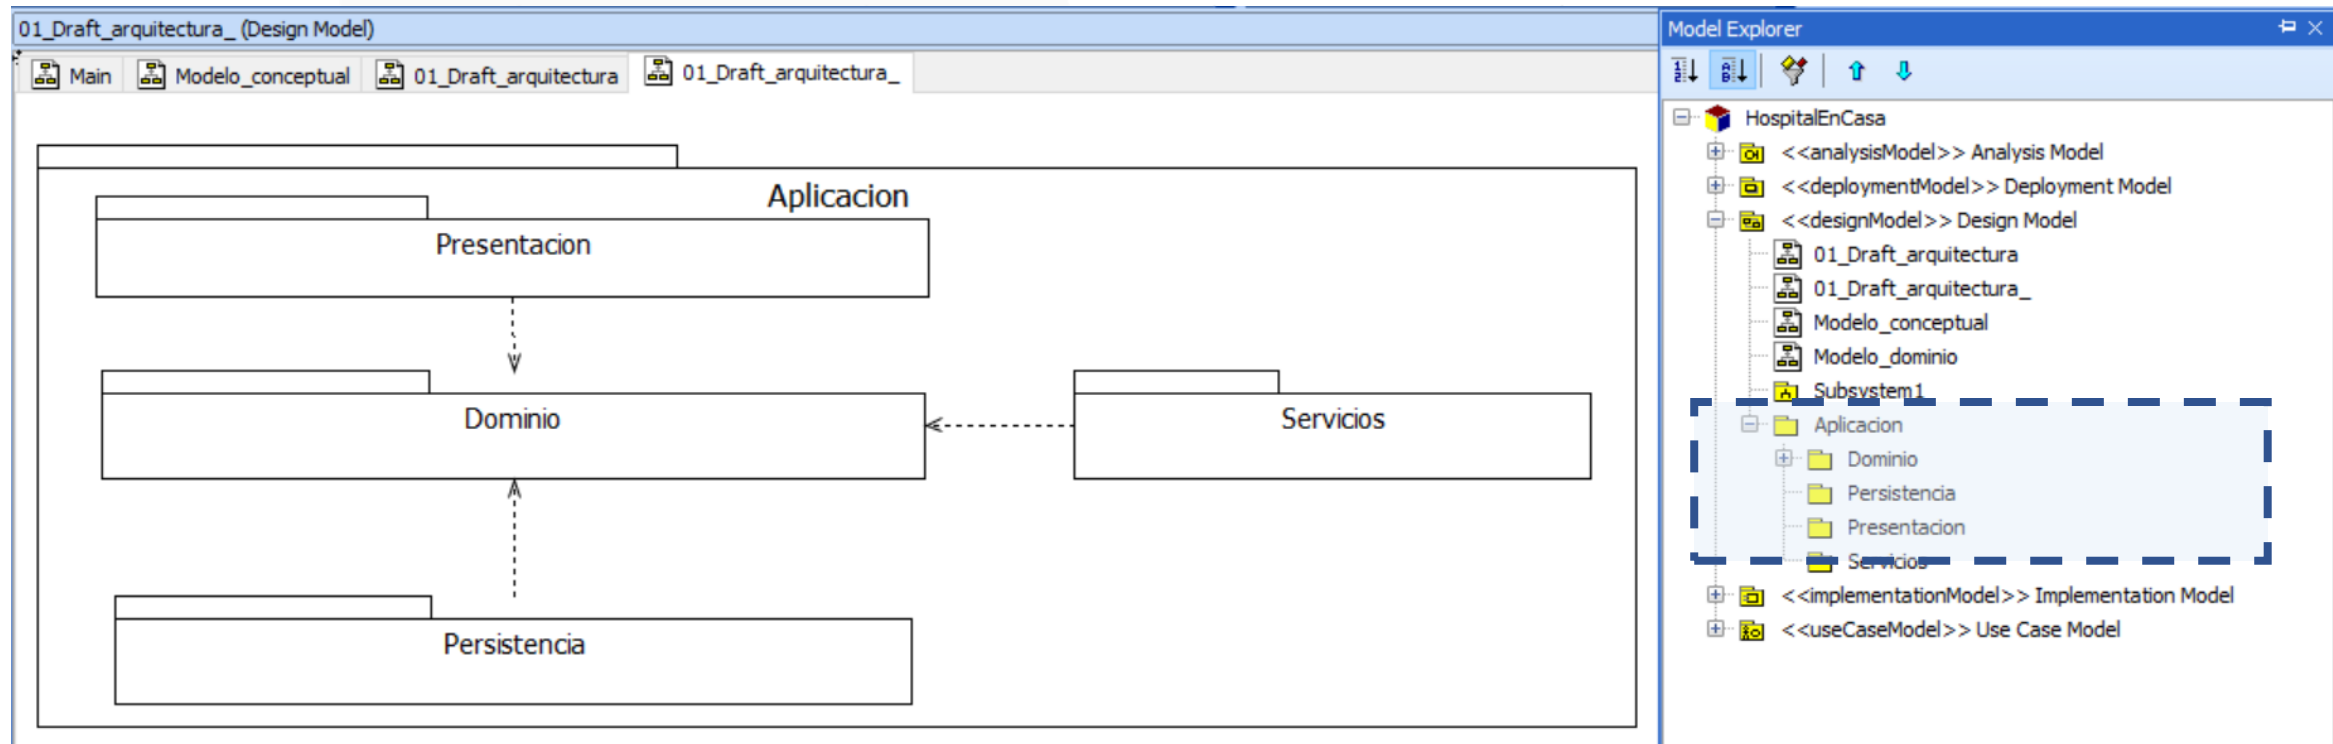 01_Draft_arquitectura_ (Design Model)
Main
Modelo_conceptual
01_Draft_arquitectura
01_Draft_arquitectura_
Aplicacion
Presentacion
Dominio
Servicios
Persistencia
Model Explorer
HospitalEnCasa
<<analysisModel>> Analysis Model
<<deploymentModel>> Deployment Model
<<designModel>> Design Model
01_Draft_arquitectura
01_Draft_arquitectura_
Modelo_conceptual
Modelo_dominio
Subsystem1
Aplicacion
Dominio
Persistencia
Presentacion
Servicios
<<implementationModel>> Implementation Model
<<useCaseModel>> Use Case Model